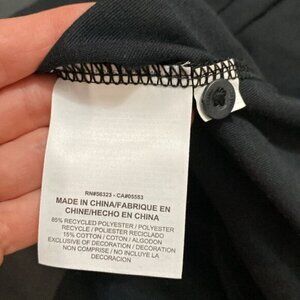 RN#56323 - CA#05553
MADE IN CHINA/FABRIQUE EN
CHINE/HECHO EN CHINA
85% RECYCLED POLYESTER / POLYESTER
RECYCLE / POLIESTER RECICLADO
15% COTTON / COTON / ALGODON
EXCLUSIVE OF DECORATION / DECORATION
NON COMPRISE / NO INCLUYE LA
DECORACION